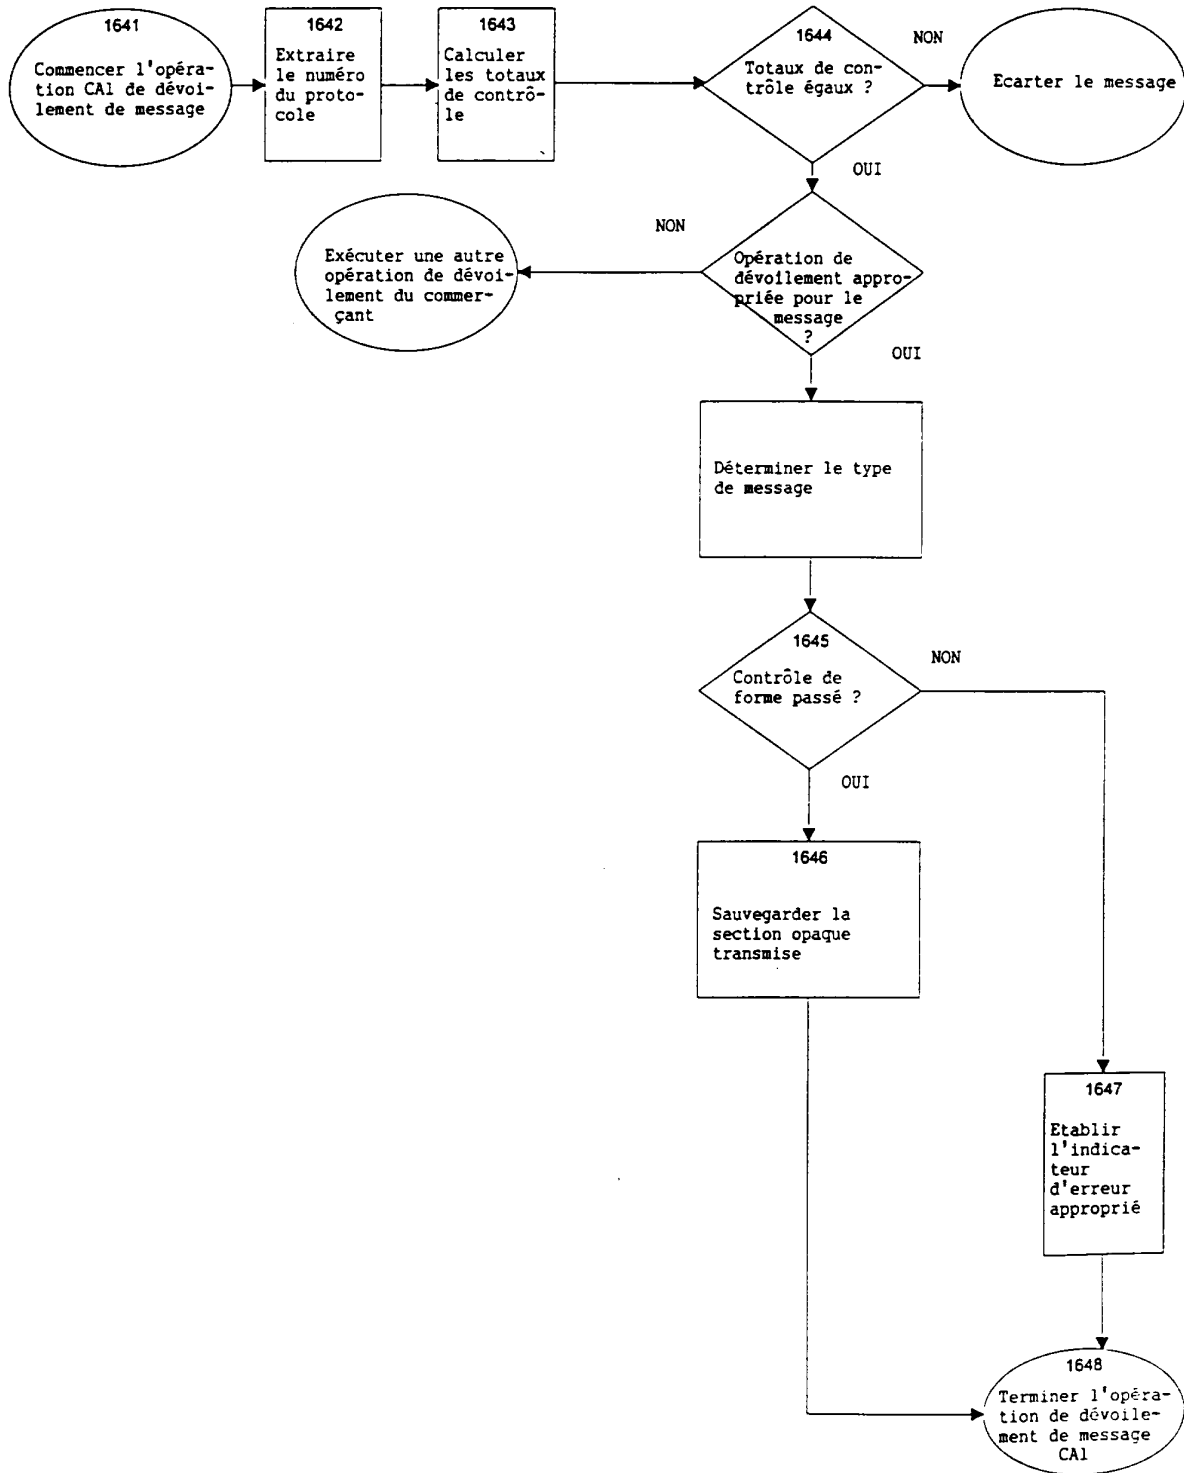 1641
Commencer l'opéra-
tion CA1 de dévoi-
lement de message
1642
Extraire
le numéro
du proto-
cole
1643
Calculer
les totaux
de contrô-
le
1644
Totaux de con-
trôle égaux ?
NON
Ecarter le message
OUI
NON
Exécuter une autre
opération de dévoi-
lement du commer-
çant
Opération de
dévoilement appro-
priée pour le
message
?
OUI
Déterminer le type
de message
1645
Contrôle de
forme passé ?
NON
OUI
1646
Sauvegarder la
section opaque
transmise
1647
Etablir
l'indica-
teur
d'erreur
approprié
1648
Terminer l'opéra-
tion de dévoile-
ment de message
CA1